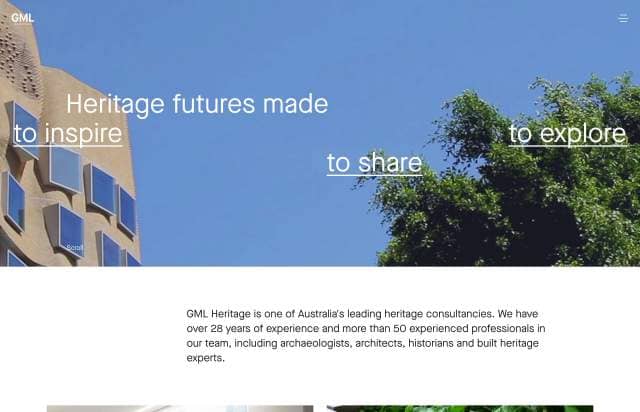 GML
Heritage futures made
to inspire
to explore
to share
Scroll
GML Heritage is one of Australia's leading heritage consultancies. We have
over 28 years of experience and more than 50 experienced professionals in
our team, including archaeologists, architects, historians and built heritage
experts.